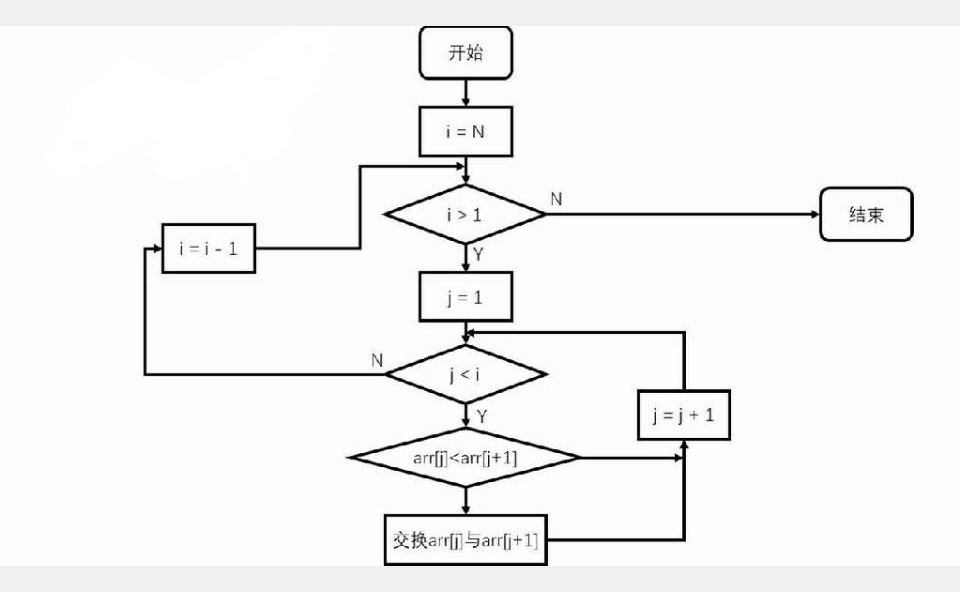 开始
i = N
i > 1
N
结束
i = i - 1
Y
j = 1
N
j < i
Y
j = j + 1
arr[j]<arr[j+1]
交换arr[j]与arr[j+1]